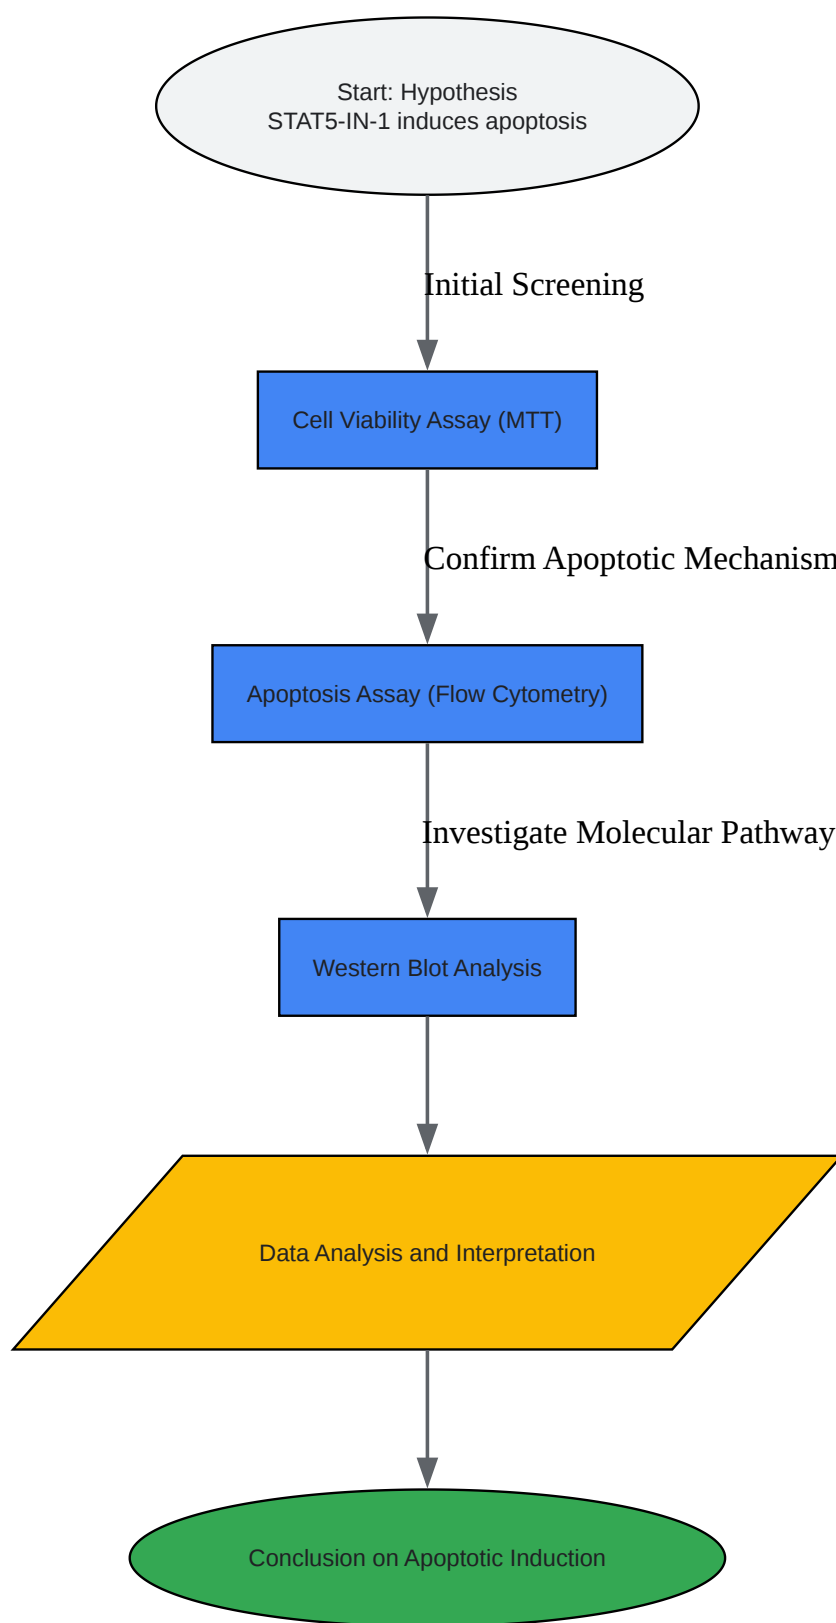 Start: Hypothesis
STAT5-IN-1 induces apoptosis
Initial Screening
Cell Viability Assay (MTT)
Confirm Apoptotic Mechanism
Apoptosis Assay (Flow Cytometry)
Investigate Molecular Pathway
Western Blot Analysis
Data Analysis and Interpretation
Conclusion on Apoptotic Induction